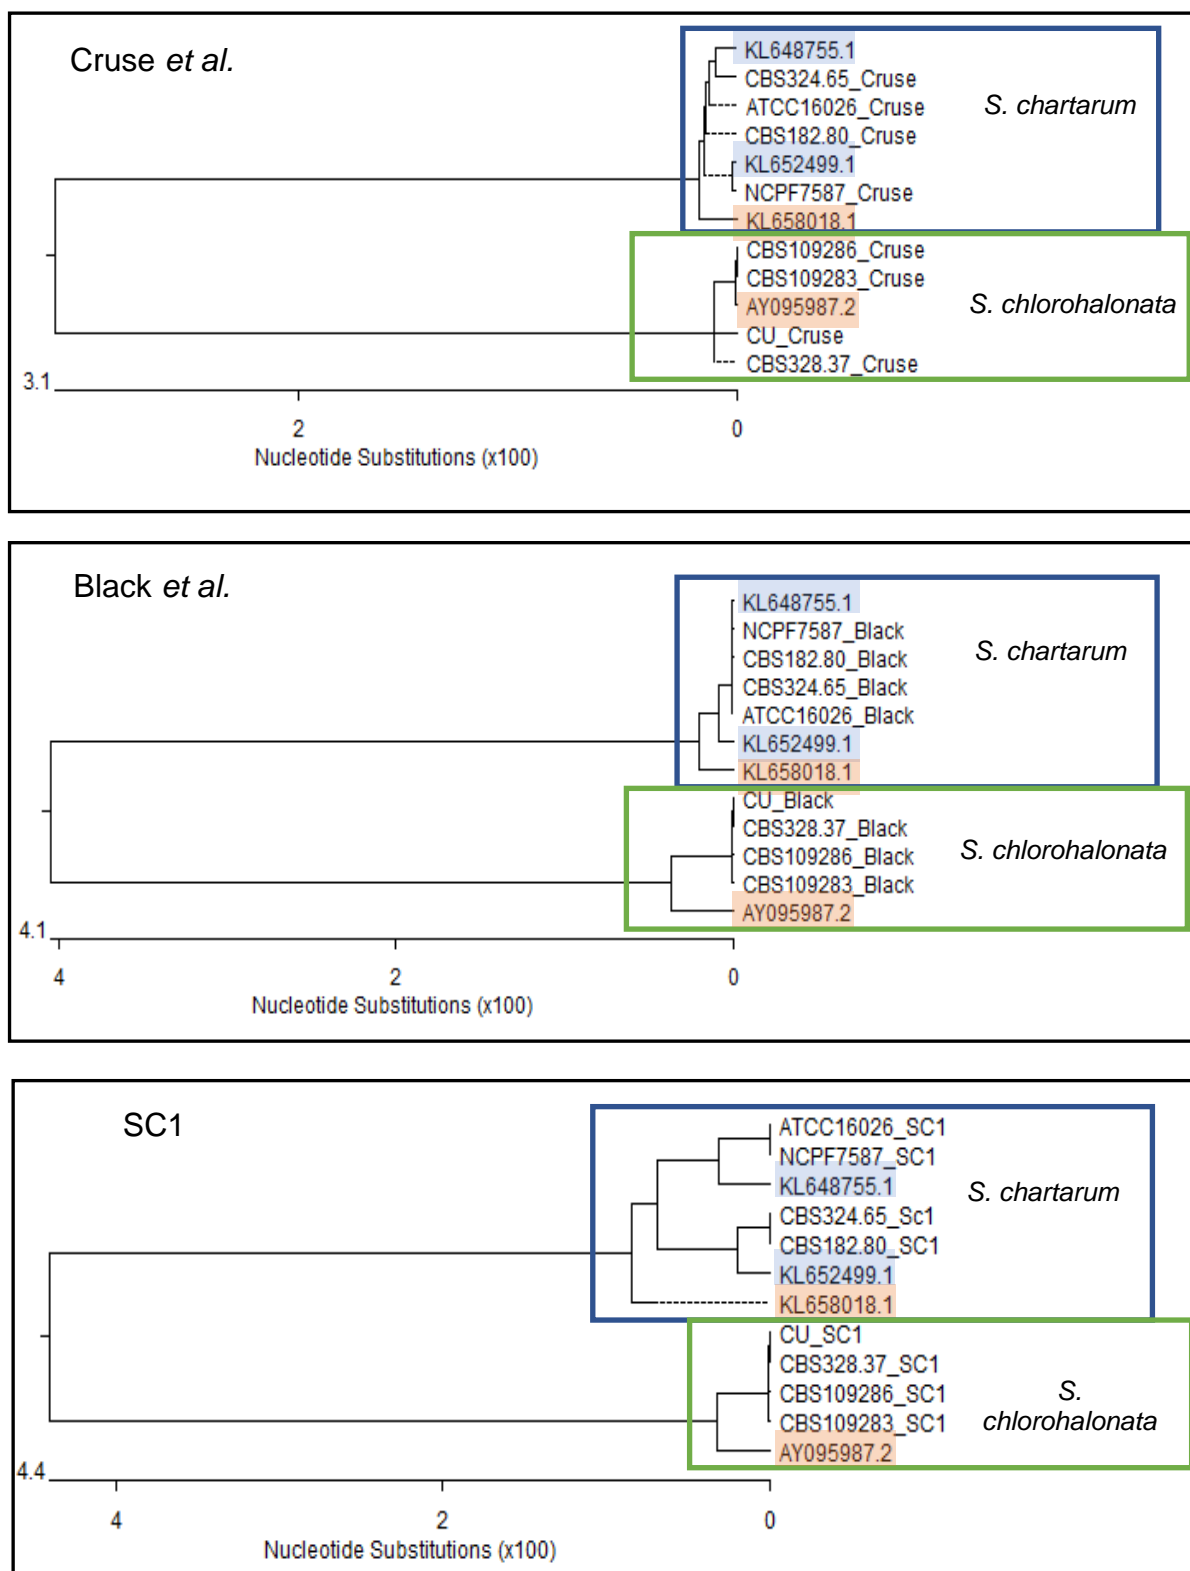 Cruse et al.
KL648755.1
CBS324.65_Cruse
ATCC16026_Cruse
CBS182.80_Cruse
KL652499.1
NCPF7587_Cruse
KL658018.1
S. chartarum
CBS109286_Cruse
CBS109283_Cruse
AY095987.2
CU_Cruse
CBS328.37_Cruse
S. chlorohalonata
3.1
2
0
Nucleotide Substitutions (x100)
Black et al.
KL648755.1
NCPF7587_Black
CBS182.80_Black
CBS324.65_Black
ATCC16026_Black
KL652499.1
KL658018.1
S. chartarum
CU_Black
CBS328.37_Black
CBS109286_Black
CBS109283_Black
AY095987.2
S. chlorohalonata
4.1
4
2
0
Nucleotide Substitutions (x100)
SC1
ATCC16026_SC1
NCPF7587_SC1
KL648755.1
CBS324.65_Sc1
CBS182.80_SC1
KL652499.1
KL658018.1
S. chartarum
CU_SC1
CBS328.37_SC1
CBS109286_SC1
CBS109283_SC1
AY095987.2
S.
chlorohalonata
4.4
4
2
0
Nucleotide Substitutions (x100)